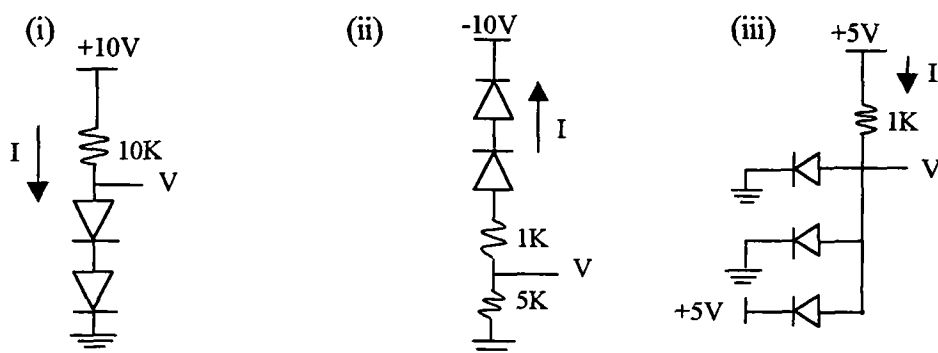 (i)
+10V
I
10K
V
(ii)
-10V
I
1K
V
5K
(iii)
+5V
I
1K
V
+5V